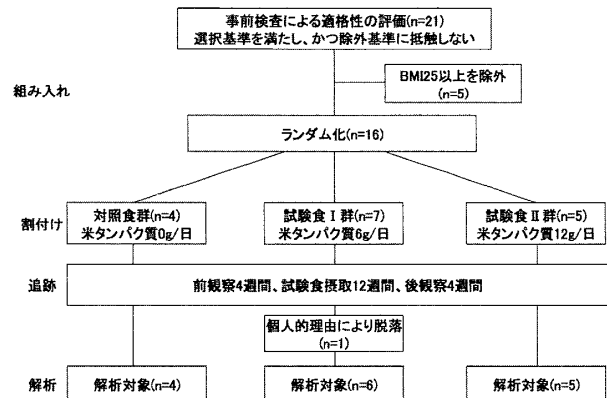 事前検査による適格性の評価(n=21)
選択基準を満たし、かつ除外基準に抵触しない
組み入れ
BMI25以上を除外
(n=5)
ランダム化(n=16)
割付け
対照食群(n=4)
米タンパク質0g/日
試験食Ⅰ群(n=7)
米タンパク質6g/日
試験食Ⅱ群(n=5)
米タンパク質12g/日
追跡
前観察4週間、試験食摂取12週間、後観察4週間
個人的理由により脱落
(n=1)
解析
解析対象(n=4)
解析対象(n=6)
解析対象(n=5)